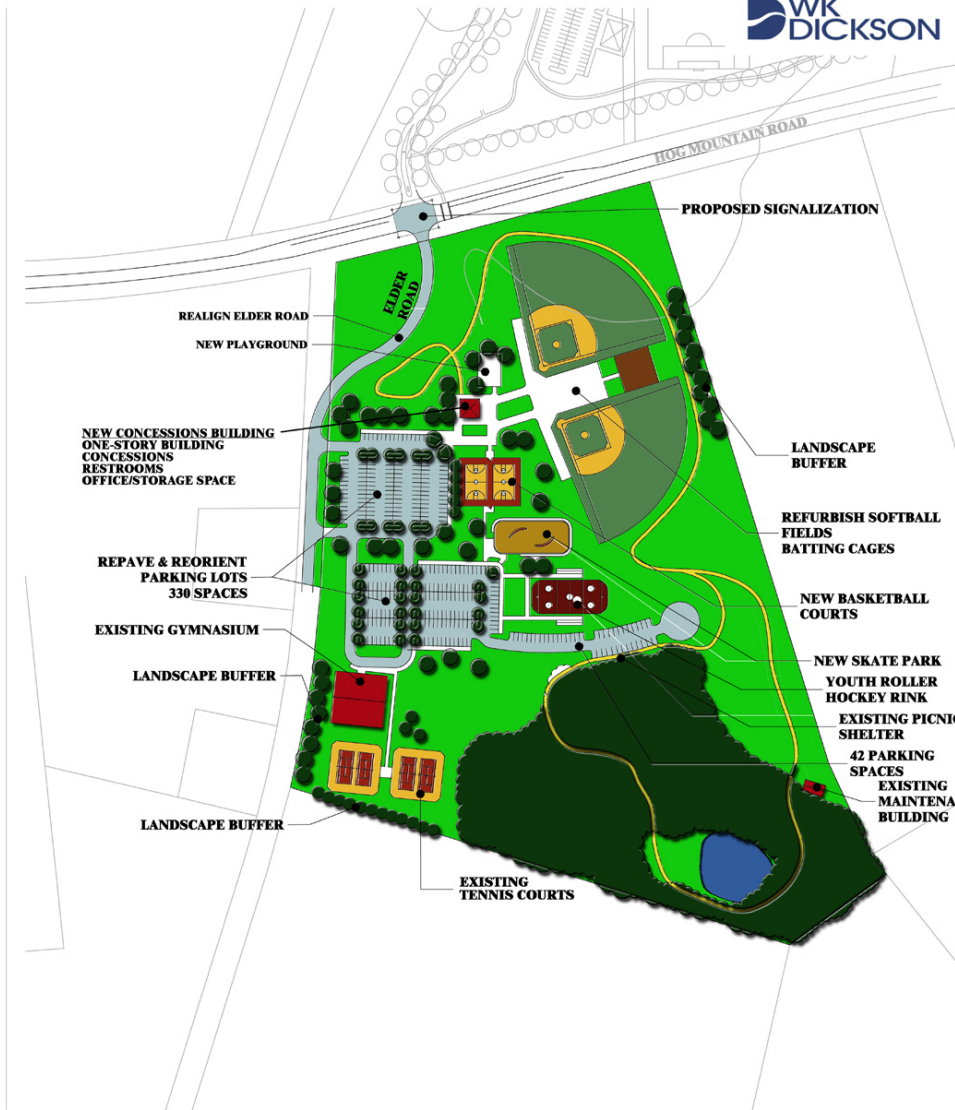 WK
DICKSON
HOG MOUNTAIN ROAD
PROPOSED SIGNALIZATION
ELDER
ROAD
REALIGN ELDER ROAD
NEW PLAYGROUND
NEW CONCESSIONS BUILDING
ONE-STORY BUILDING
CONCESSIONS
RESTROOMS
OFFICE/STORAGE SPACE
LANDSCAPE
BUFFER
REFURBISH SOFTBALL
FIELDS
BATTING CAGES
REPAVE & REORIENT
PARKING LOTS
330 SPACES
NEW BASKETBALL
COURTS
EXISTING GYMNASIUM
NEW SKATE PARK
LANDSCAPE BUFFER
YOUTH ROLLER
HOCKEY RINK
EXISTING PICNIC
SHELTER
42 PARKING
SPACES
EXISTING
MAINTENA
BUILDING
LANDSCAPE BUFFER
EXISTING
TENNIS COURTS